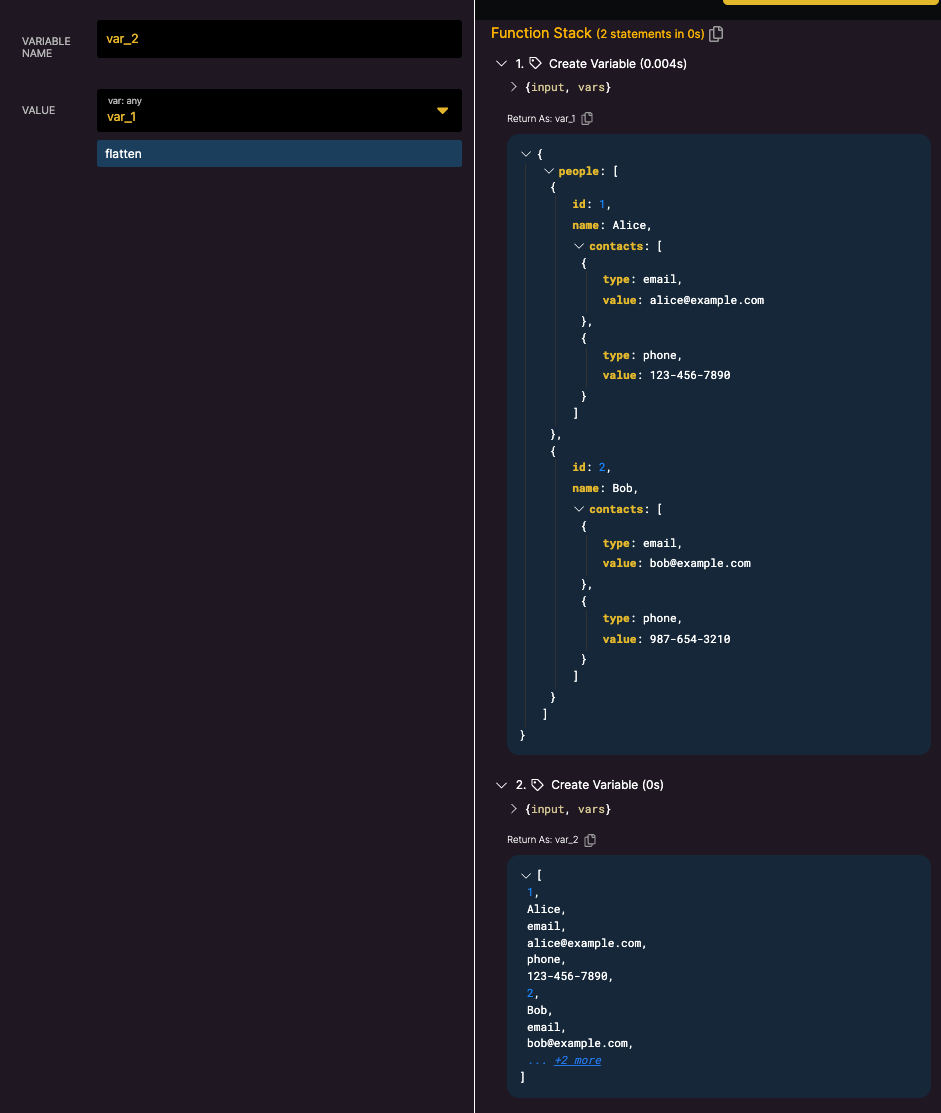 VARIABLE
NAME
var_2
VALUE
var: any
var_1
flatten
Function Stack (2 statements in 0s)
1. Create Variable (0.004s)
{input, vars}
Return As: var_1
{
people: [
{
id: 1,
name: Alice,
contacts: [
{
type: email,
value: alice@example.com
},
{
type: phone,
value: 123-456-7890
}
]
},
{
id: 2,
name: Bob,
contacts: [
{
type: email,
value: bob@example.com
},
{
type: phone,
value: 987-654-3210
}
]
}
]
}
2. Create Variable (0s)
{input, vars}
Return As: var_2
[
1,
Alice,
email,
alice@example.com,
phone,
123-456-7890,
2,
Bob,
email,
bob@example.com,
... +2 more
]